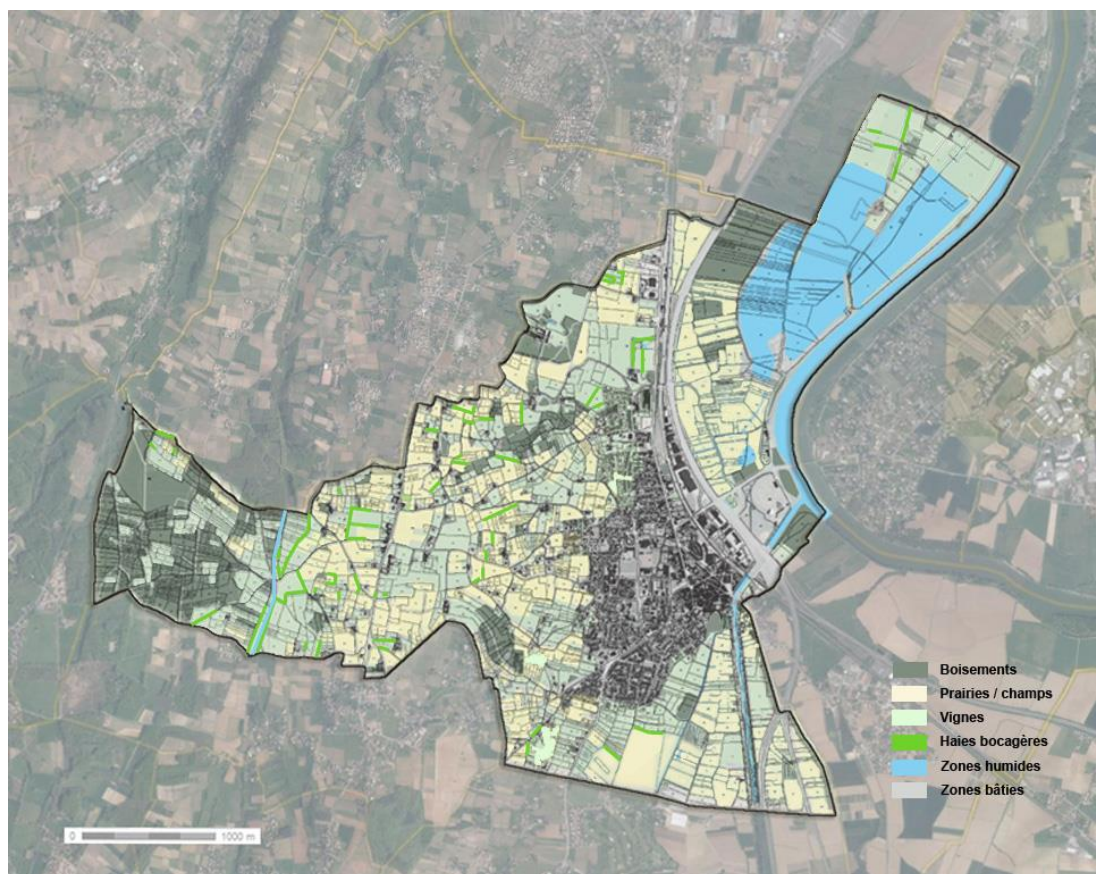 Boisements
Prairies / champs
Vignes
Haies bocagères
Zones humides
Zones bâties
0 1000 m